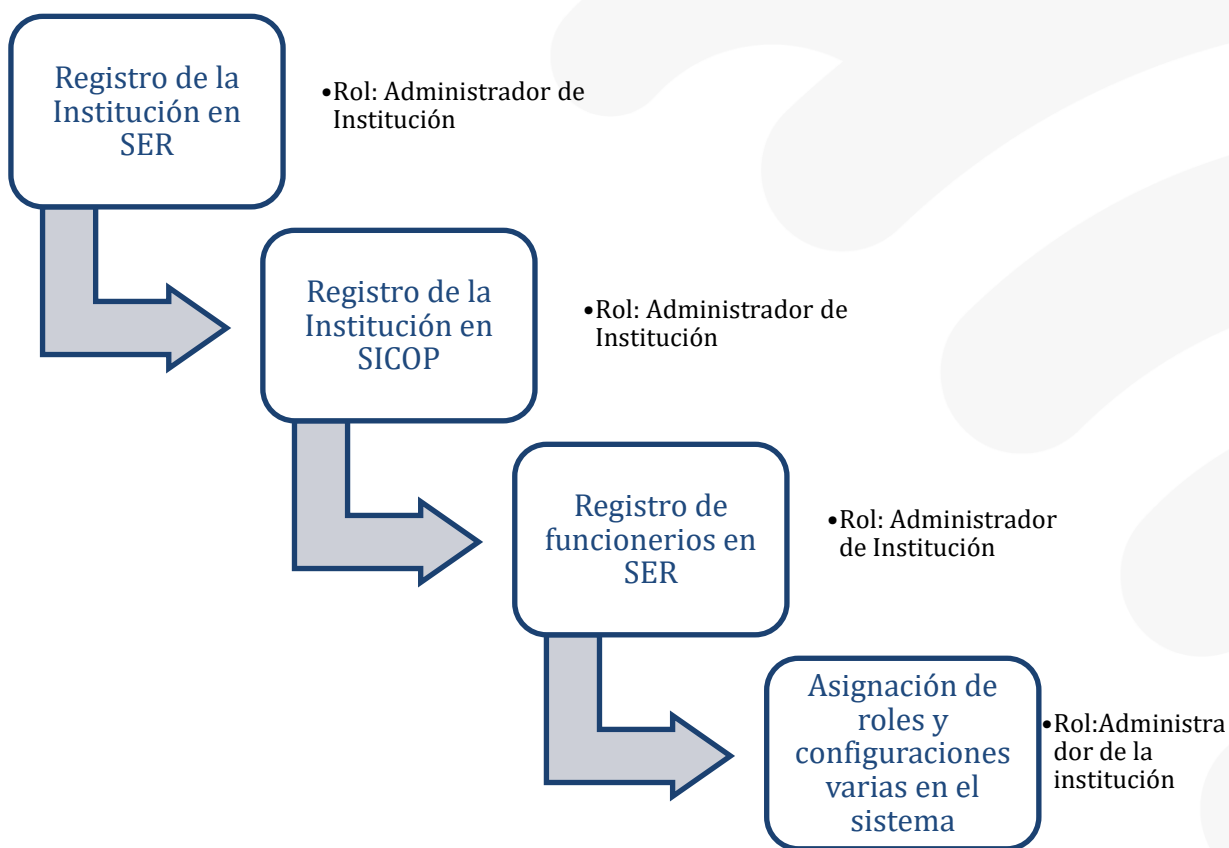 Registro de la
Institución en
SER
•Rol: Administrador de
Institución
Registro de la
Institución en
SICOP
•Rol: Administrador de
Institución
Registro de
funcionerios en
SER
•Rol: Administrador
de Institución
Asignación de
roles y
configuraciones
varias en el
sistema
•Rol:Administra
dor de la
institución